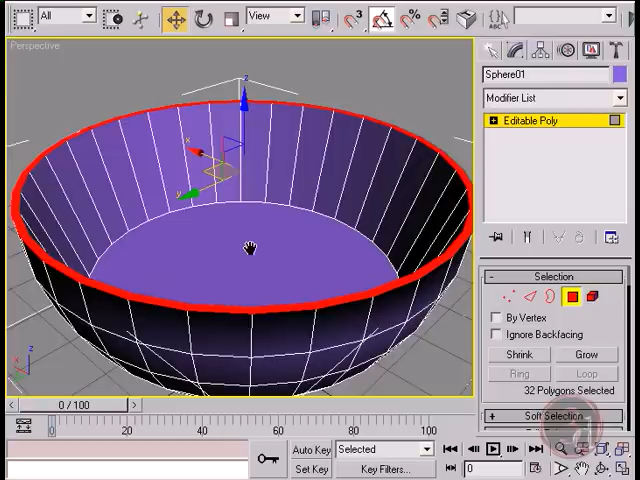 All
View
3
%
ABC
Perspective
z
x
y
z
x
y
Sphere01
Modifier List
Editable Poly
Selection
By Vertex
Ignore Backfacing
Shrink Grow
Ring Loop
32 Polygons Selected
Soft Selection
0 / 100
0 20 40 60 80 100
Auto Key Selected
Set Key Key Filters...
0